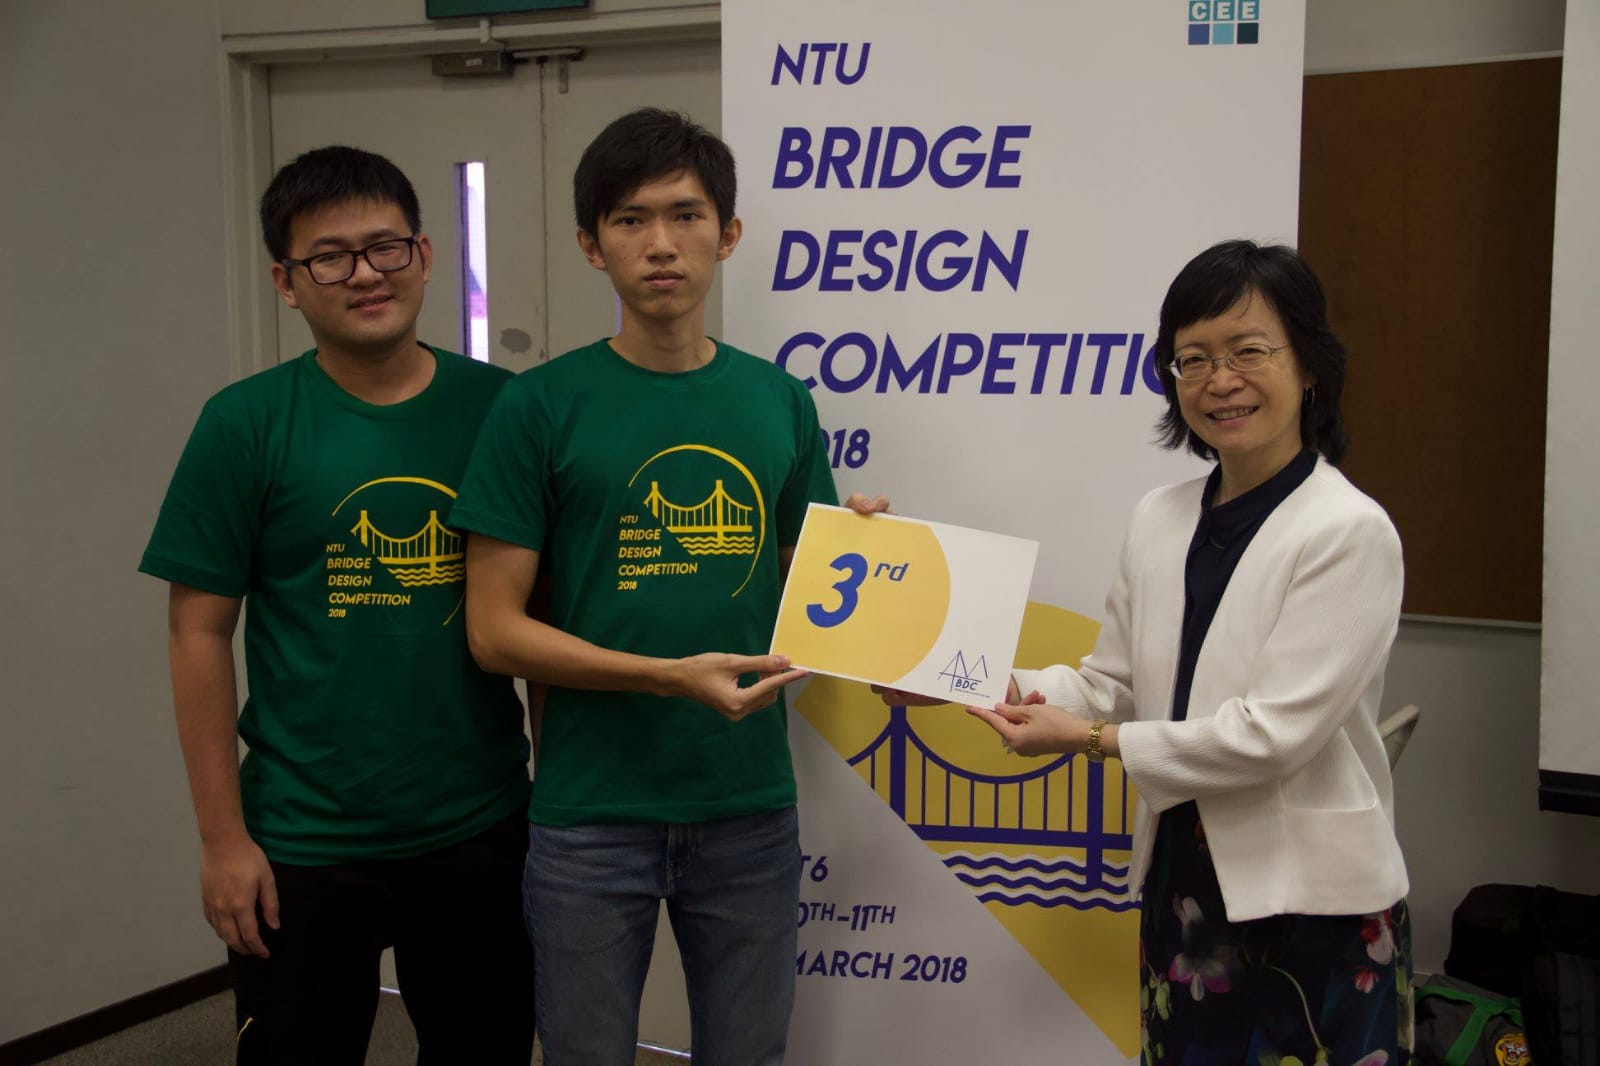 CEE
NTU
BRIDGE
DESIGN
COMPETITI
18
NTU
BRIDGE
DESIGN
COMPETITION
2018
NTU
BRIDGE
DESIGN
COMPETITION
2018
3rd
BDC
T6
TH-11TH
MARCH 2018